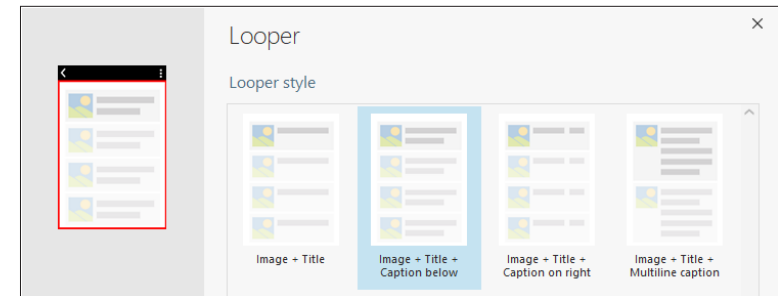 Looper
Looper style
Image + Title
Image + Title +
Caption below
Image + Title +
Caption on right
Image + Title +
Multiline caption